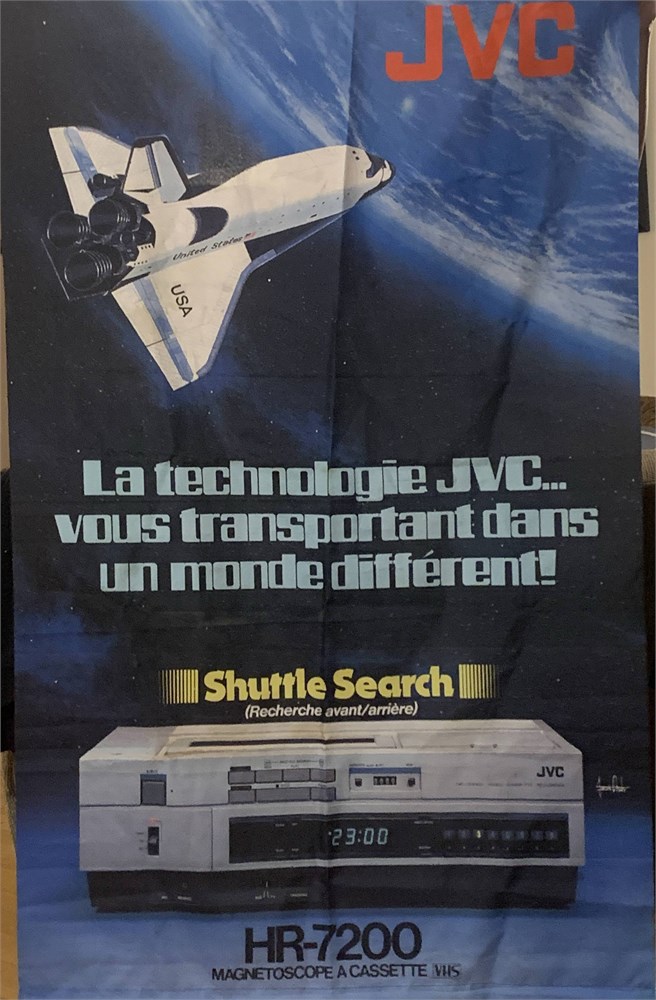 JVC
United States
USA
La technologie JVC...
vous transportant dans
un monde différent!
Shuttle Search
(Recherche avant/arrière)
JVC
23:00
HR-7200
MAGNETOSCOPE A CASSETTE VHS